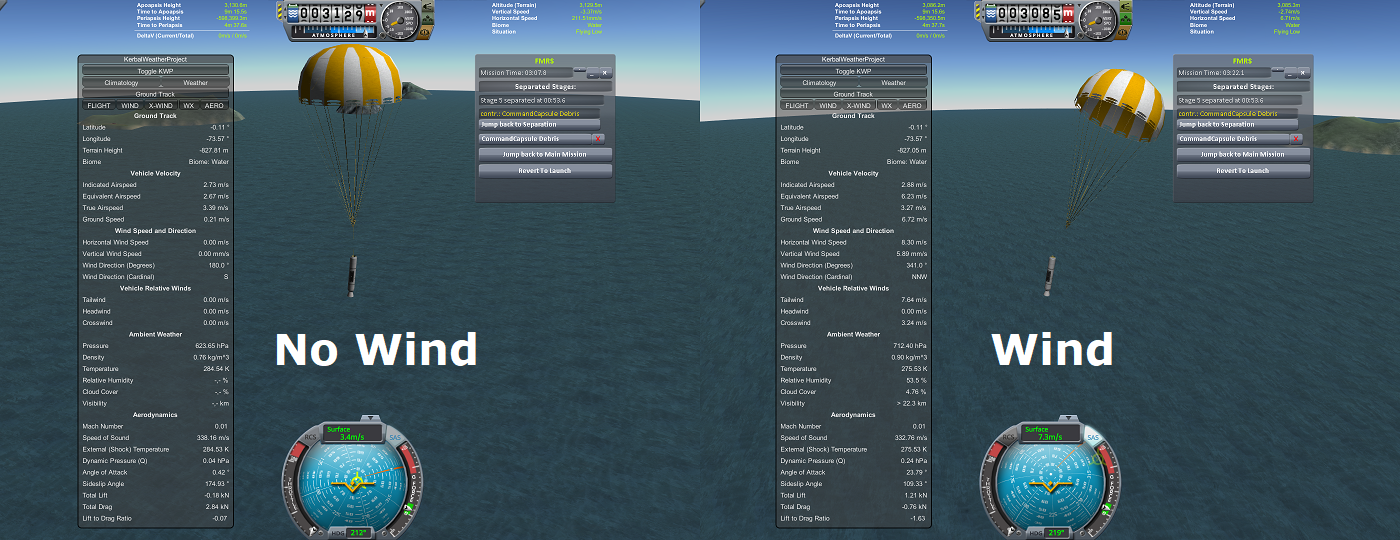 Apoapsis Height 3,130.6m
Time to Apoapsis 9m 15.5s
Periapsis Height -598,399.3m
Time to Periapsis 4m 37.6s
DeltaV (Current/Total) 0m/s / 0m/s
003129 m
ATMOSPHERE
Altitude (Terrain) 3,129.5m
Vertical Speed -3.37m/s
Horizontal Speed 211.51mm/s
Biome Water
Situation Flying Low
KerbalWeatherProject
Toggle KWP
Climatology Weather
Ground Track
FLIGHT WIND X-WIND WX AERO
Ground Track
Latitude -0.11 °
Longitude -73.57 °
Terrain Height -827.81 m
Biome Biome: Water
Vehicle Velocity
Indicated Airspeed 2.73 m/s
Equivalent Airspeed 2.67 m/s
True Airspeed 3.39 m/s
Ground Speed 0.21 m/s
Wind Speed and Direction
Horizontal Wind Speed 0.00 m/s
Vertical Wind Speed 0.00 mm/s
Wind Direction (Degrees) 180.0 °
Wind Direction (Cardinal) S
Vehicle Relative Winds
Tailwind 0.00 m/s
Headwind 0.00 m/s
Crosswind 0.00 m/s
Ambient Weather
Pressure 623.65 hPa
Density 0.76 kg/m^3
Temperature 284.54 K
Relative Humidity -.- %
Cloud Cover -.- %
Visibility -.- km
Aerodynamics
Mach Number 0.01
Speed of Sound 338.16 m/s
External (Shock) Temperature 284.53 K
Dynamic Pressure (Q) 0.04 hPa
Angle of Attack 0.42 °
Sideslip Angle 174.93 °
Total Lift -0.18 kN
Total Drag 2.84 kN
Lift to Drag Ratio -0.07
FMRS
Mission Time: 03:07.8 _ x
Separated Stages:
Stage 5 separated at 00:53.6
contr.: CommandCapsule Debris
Jump back to Separation
CommandCapsule Debris X
Jump back to Main Mission
Revert To Launch
No Wind
RCS SAS
Surface
3.4m/s
HDG 212°
Apoapsis Height 3,086.2m
Time to Apoapsis 9m 15.8s
Periapsis Height -598,350.5m
Time to Periapsis 4m 37.7s
DeltaV (Current/Total) 0m/s / 0m/s
003085 m
ATMOSPHERE
Altitude (Terrain) 3,085.3m
Vertical Speed -2.74m/s
Horizontal Speed 6.71m/s
Biome Water
Situation Flying Low
KerbalWeatherProject
Toggle KWP
Climatology Weather
Ground Track
FLIGHT WIND X-WIND WX AERO
Ground Track
Latitude -0.11 °
Longitude -73.57 °
Terrain Height -827.05 m
Biome Biome: Water
Vehicle Velocity
Indicated Airspeed 2.88 m/s
Equivalent Airspeed 6.23 m/s
True Airspeed 3.27 m/s
Ground Speed 6.72 m/s
Wind Speed and Direction
Horizontal Wind Speed 8.30 m/s
Vertical Wind Speed 5.89 mm/s
Wind Direction (Degrees) 341.0 °
Wind Direction (Cardinal) NNW
Vehicle Relative Winds
Tailwind 7.64 m/s
Headwind 0.00 m/s
Crosswind 3.24 m/s
Ambient Weather
Pressure 712.40 hPa
Density 0.90 kg/m^3
Temperature 275.53 K
Relative Humidity 53.5 %
Cloud Cover 4.76 %
Visibility > 22.3 km
Aerodynamics
Mach Number 0.01
Speed of Sound 332.76 m/s
External (Shock) Temperature 275.53 K
Dynamic Pressure (Q) 0.24 hPa
Angle of Attack 23.79 °
Sideslip Angle 109.33 °
Total Lift 1.21 kN
Total Drag -0.76 kN
Lift to Drag Ratio -1.63
FMRS
Mission Time: 03:22.1 _ x
Separated Stages:
Stage 5 separated at 00:53.6
contr.: CommandCapsule Debris
Jump back to Separation
CommandCapsule Debris X
Jump back to Main Mission
Revert To Launch
Wind
RCS SAS
Surface
7.3m/s
HDG 219°